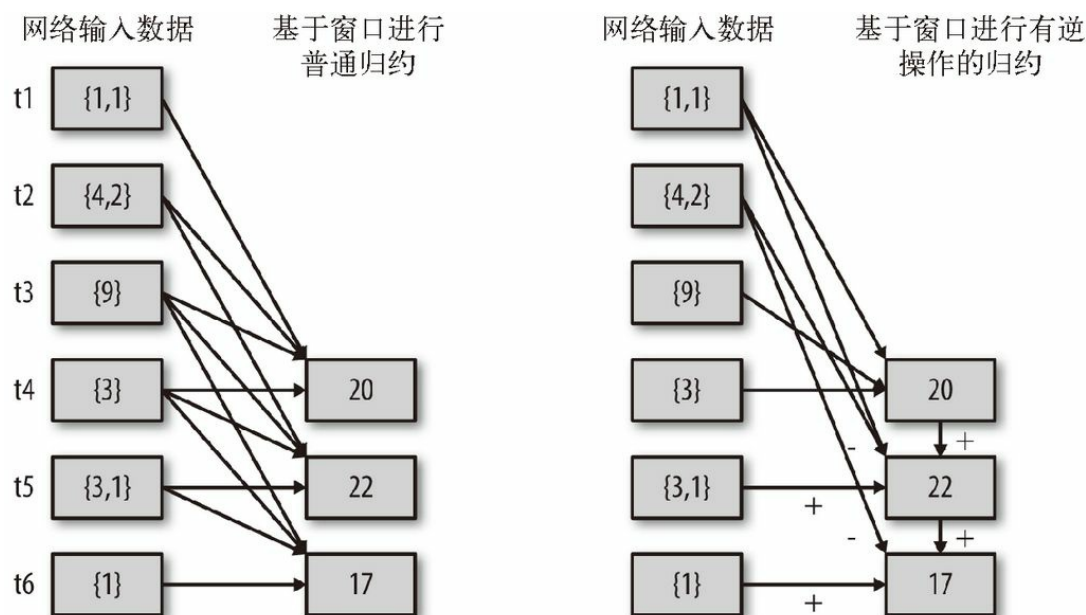 网络输入数据
基于窗口进行
普通归约
t1
{1,1}
t2
{4,2}
t3
{9}
t4
{3}
20
t5
{3,1}
22
t6
{1}
17
网络输入数据
基于窗口进行有逆
操作的归约
{1,1}
{4,2}
{9}
{3}
20
-
+
{3,1}
+
22
-
+
{1}
+
17